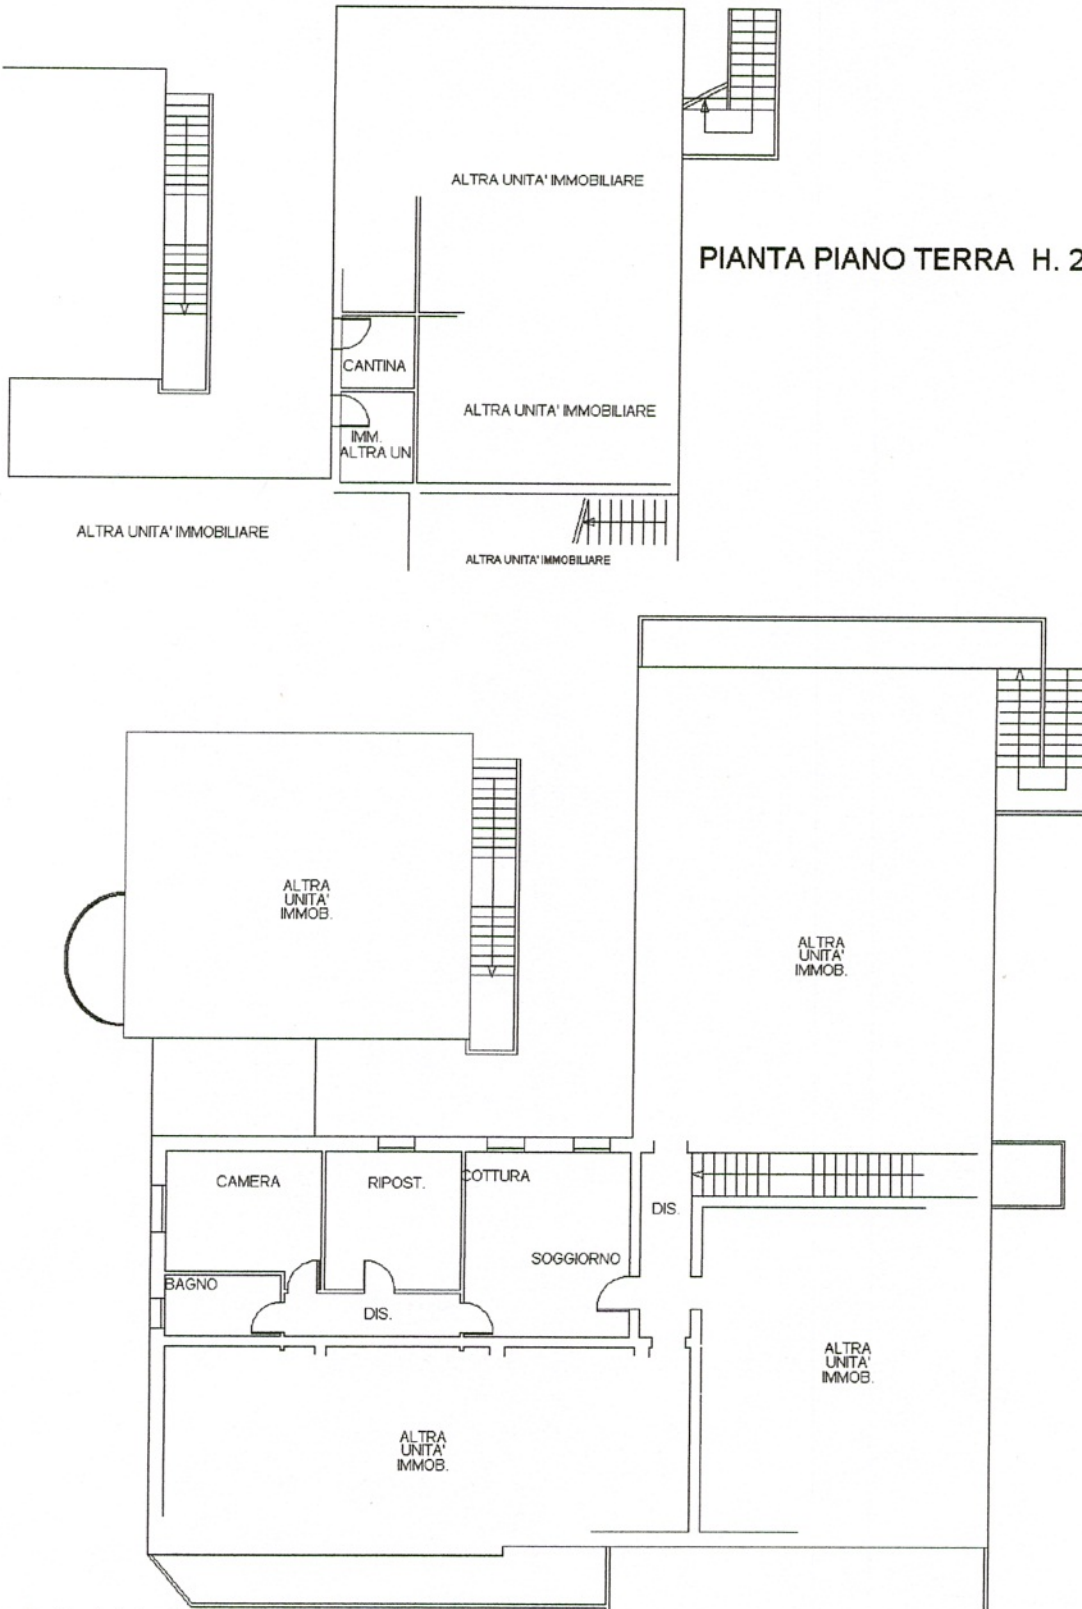 ALTRA UNITA' IMMOBILIARE
PIANTA PIANO TERRA H. 2
CANTINA
ALTRA UNITA' IMMOBILIARE
IMM.
ALTRA UN
ALTRA UNITA' IMMOBILIARE
ALTRA UNITA' IMMOBILIARE
ALTRA
UNITA'
IMMOB.
ALTRA
UNITA'
IMMOB.
CAMERA
RIPOST.
COTTURA
DIS.
SOGGIORNO
BAGNO
DIS.
ALTRA
UNITA'
IMMOB.
ALTRA
UNITA'
IMMOB.